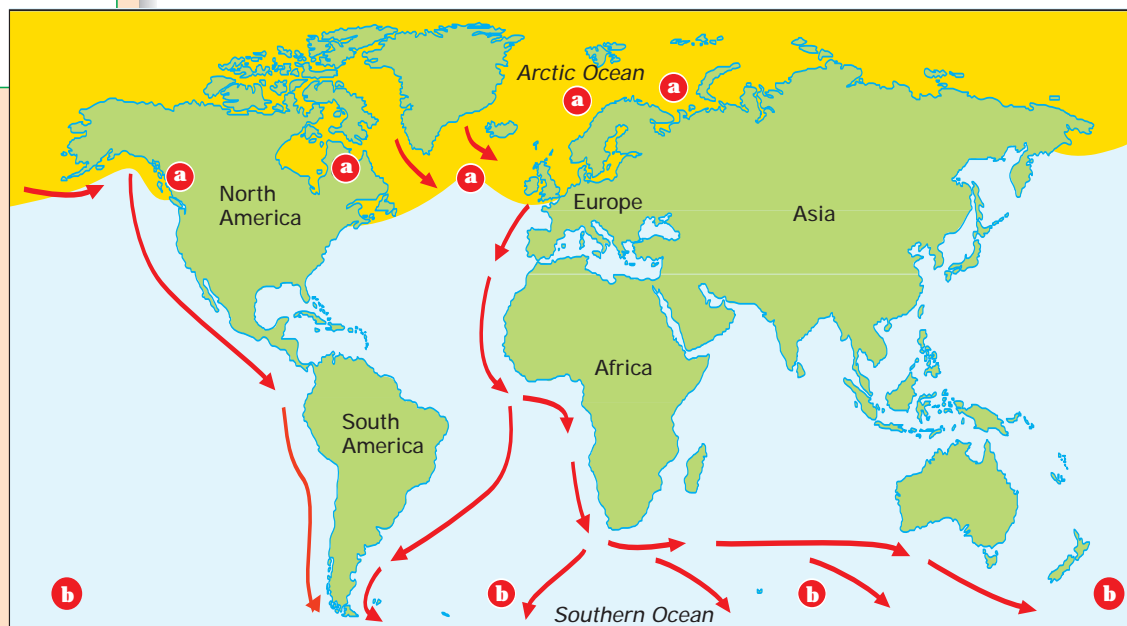 Arctic Ocean
a
a
a
a
a
North
America
Europe
Asia
Africa
South
America
b
b
b
b
Southern Ocean